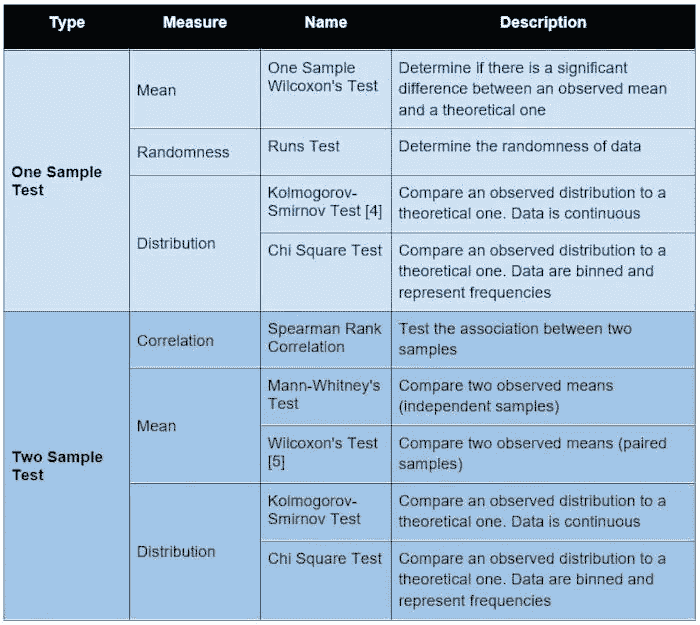 Type Measure Name Description
One Sample
Test
Mean
One Sample
Wilcoxon's Test
Determine if there is a significant
difference between an observed mean
and a theoretical one
Randomness
Runs Test
Determine the randomness of data
Distribution
Kolmogorov-
Smirnov Test [4]
Compare an observed distribution to a
theoretical one. Data is continuous
Chi Square Test
Compare an observed distribution to a
theoretical one. Data are binned and
represent frequencies
Two Sample
Test
Correlation
Spearman Rank
Correlation
Test the association between two
samples
Mean
Mann-Whitney's
Test
Compare two observed means
(independent samples)
Wilcoxon's Test
[5]
Compare two observed means (paired
samples)
Distribution
Kolmogorov-
Smirnov Test
Compare an observed distribution to a
theoretical one. Data is continuous
Chi Square Test
Compare an observed distribution to a
theoretical one. Data are binned and
represent frequencies